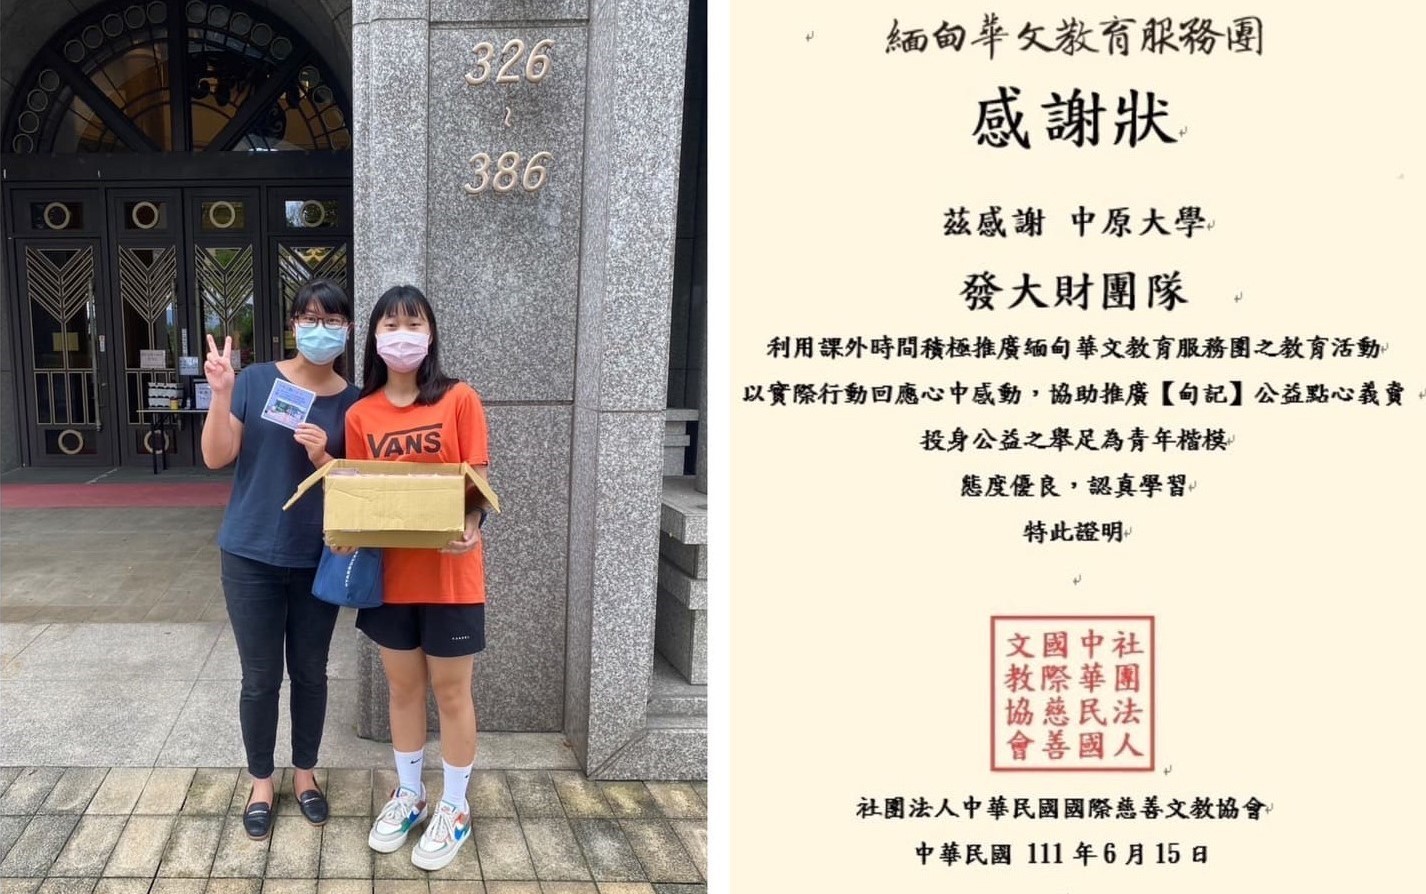 326
~
386
VANS
緬甸華文教育服務團
感謝狀
茲感謝 中原大學
發大財團隊
利用課外時間積極推廣緬甸華文教育服務團之教育活動
以實際行動回應心中感動，協助推廣【甸記】公益點心義賣
投身公益之舉足為青年楷模
態度優良，認真學習
特此證明
社團法人
中華民國
國際慈善
文教協會
社團法人中華民國國際慈善文教協會
中華民國 111 年 6 月 15 日